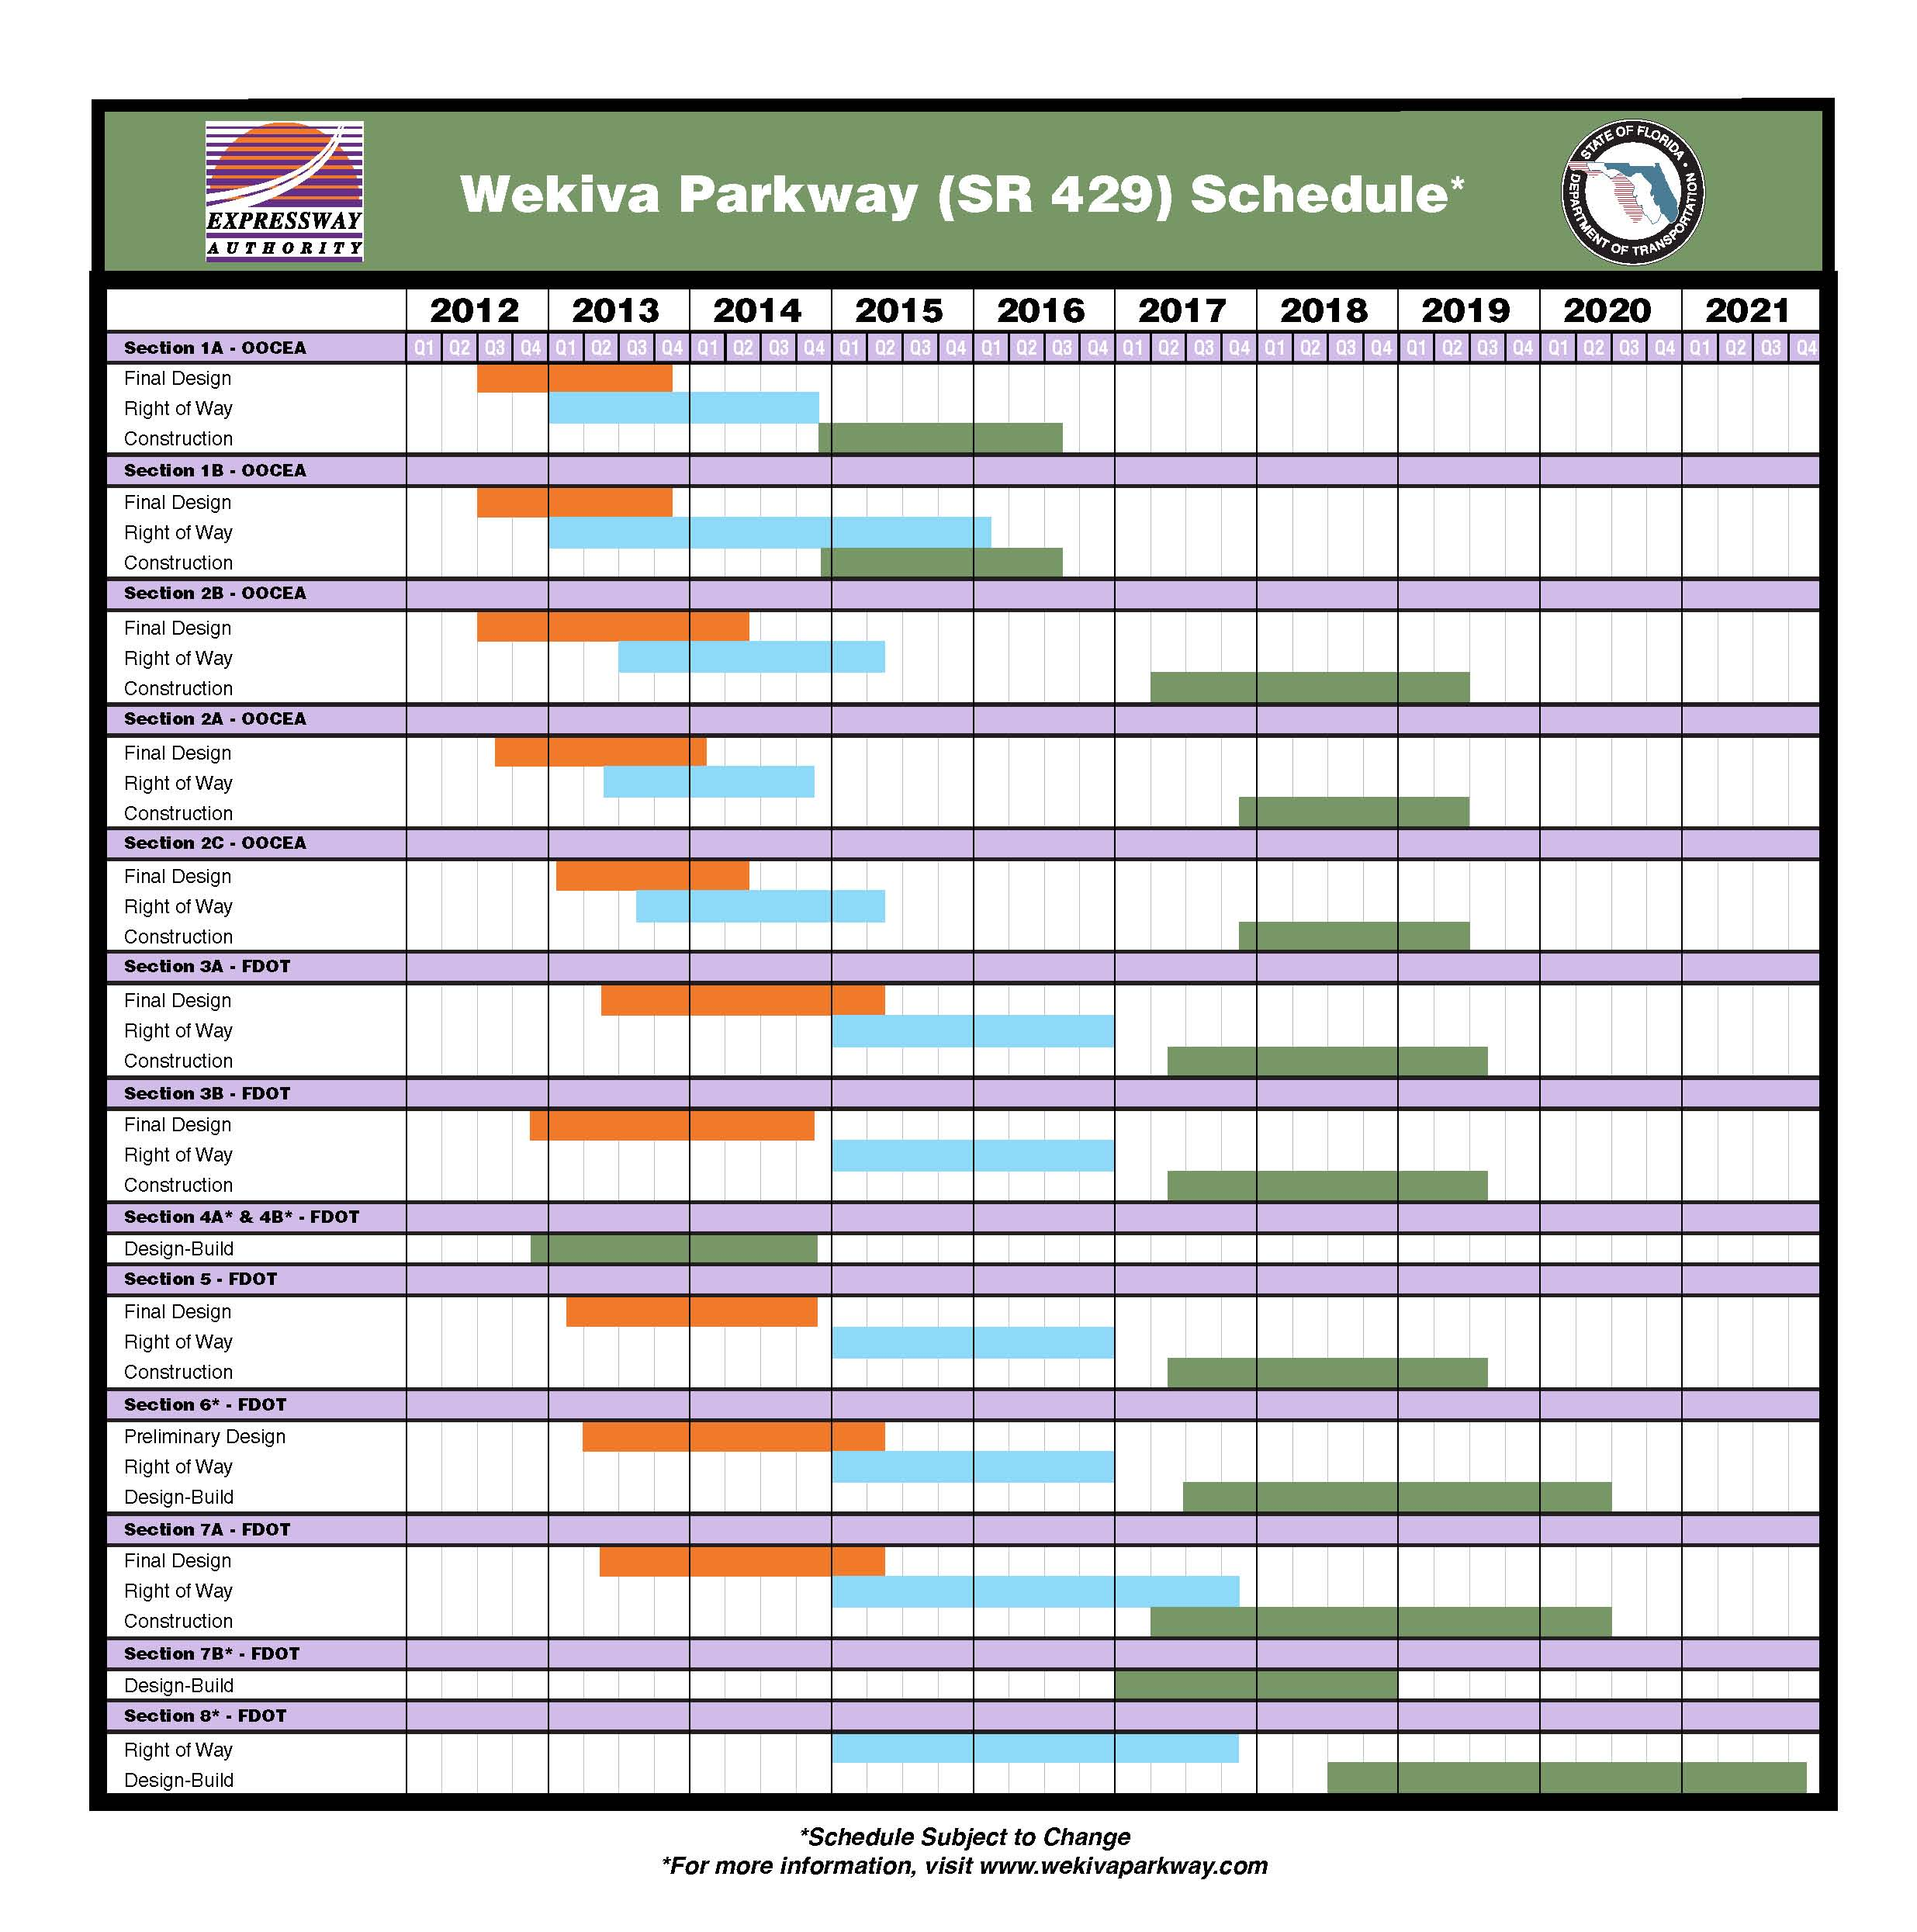 EXPRESSWAY
AUTHORITY
Wekiva Parkway (SR 429) Schedule*
STATE OF FLORIDA • DEPARTMENT OF TRANSPORTATION
2012 2013 2014 2015 2016 2017 2018 2019 2020 2021
Section 1A - OOCEA Q1 Q2 Q3 Q4 Q1 Q2 Q3 Q4 Q1 Q2 Q3 Q4 Q1 Q2 Q3 Q4 Q1 Q2 Q3 Q4 Q1 Q2 Q3 Q4 Q1 Q2 Q3 Q4 Q1 Q2 Q3 Q4 Q1 Q2 Q3 Q4 Q1 Q2 Q3 Q4
Final Design
Right of Way
Construction
Section 1B - OOCEA
Final Design
Right of Way
Construction
Section 2B - OOCEA
Final Design
Right of Way
Construction
Section 2A - OOCEA
Final Design
Right of Way
Construction
Section 2C - OOCEA
Final Design
Right of Way
Construction
Section 3A - FDOT
Final Design
Right of Way
Construction
Section 3B - FDOT
Final Design
Right of Way
Construction
Section 4A* & 4B* - FDOT
Design-Build
Section 5 - FDOT
Final Design
Right of Way
Construction
Section 6* - FDOT
Preliminary Design
Right of Way
Design-Build
Section 7A - FDOT
Final Design
Right of Way
Construction
Section 7B* - FDOT
Design-Build
Section 8* - FDOT
Right of Way
Design-Build
*Schedule Subject to Change
*For more information, visit www.wekivaparkway.com